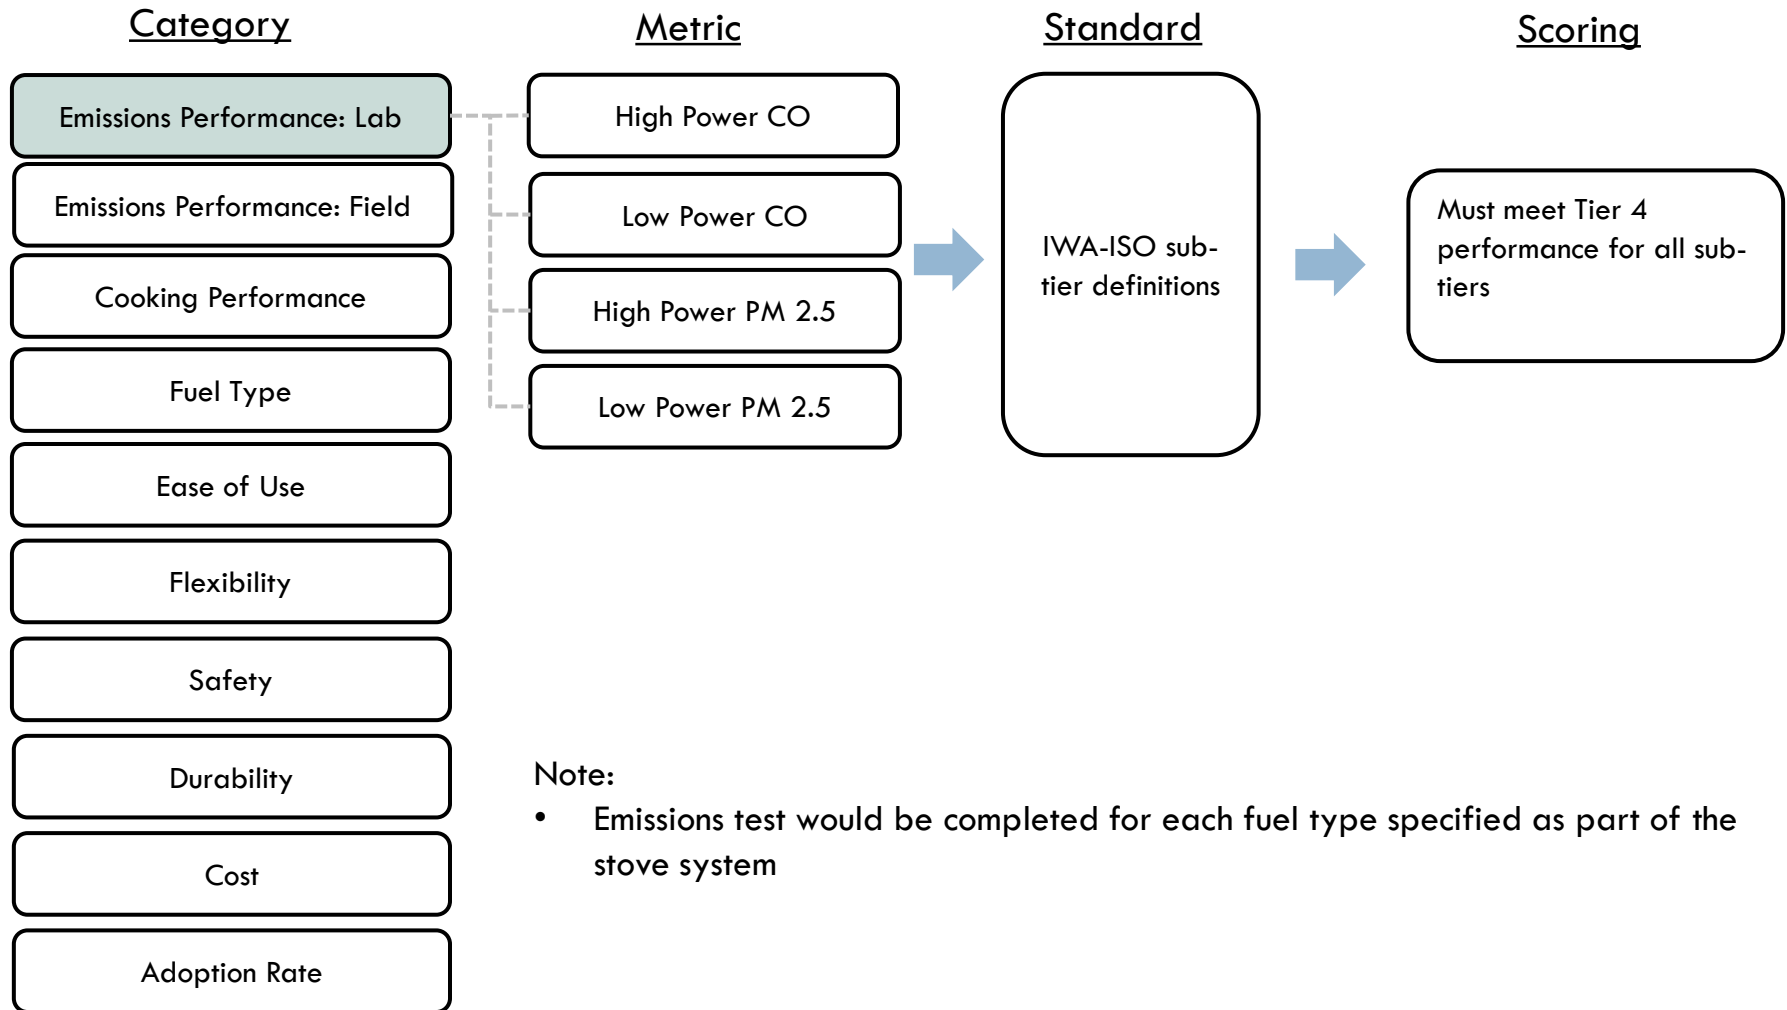 Category
Metric
Standard
Scoring
Emissions Performance: Lab
Emissions Performance: Field
Cooking Performance
Fuel Type
Ease of Use
Flexibility
Safety
Durability
Cost
Adoption Rate
High Power CO
Low Power CO
High Power PM 2.5
Low Power PM 2.5
IWA-ISO sub-
tier definitions
Must meet Tier 4
performance for all sub-
tiers
Note:
• Emissions test would be completed for each fuel type specified as part of the
stove system